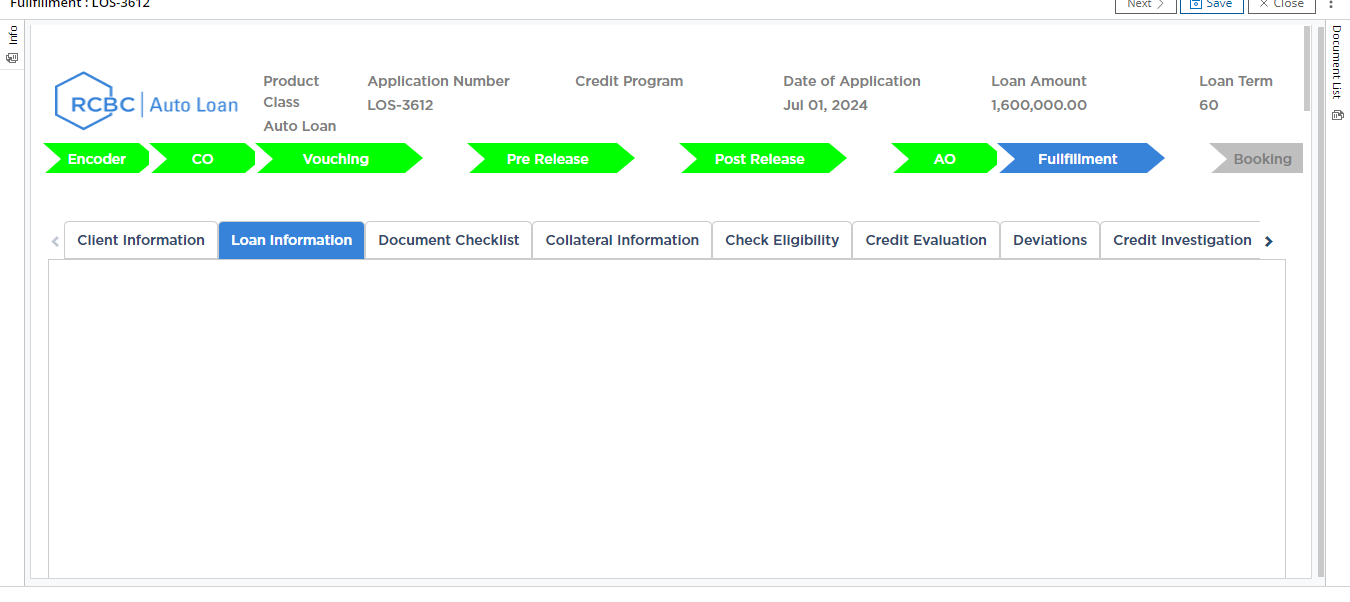 Fullfillment : LOS-3612
Next
Save
Close
Info
Document List
RCBC Auto Loan
Product Class
Auto Loan
Application Number
LOS-3612
Credit Program
Date of Application
Jul 01, 2024
Loan Amount
1,600,000.00
Loan Term
60
Encoder
CO
Vouching
Pre Release
Post Release
AO
Fullfillment
Booking
Client Information
Loan Information
Document Checklist
Collateral Information
Check Eligibility
Credit Evaluation
Deviations
Credit Investigation